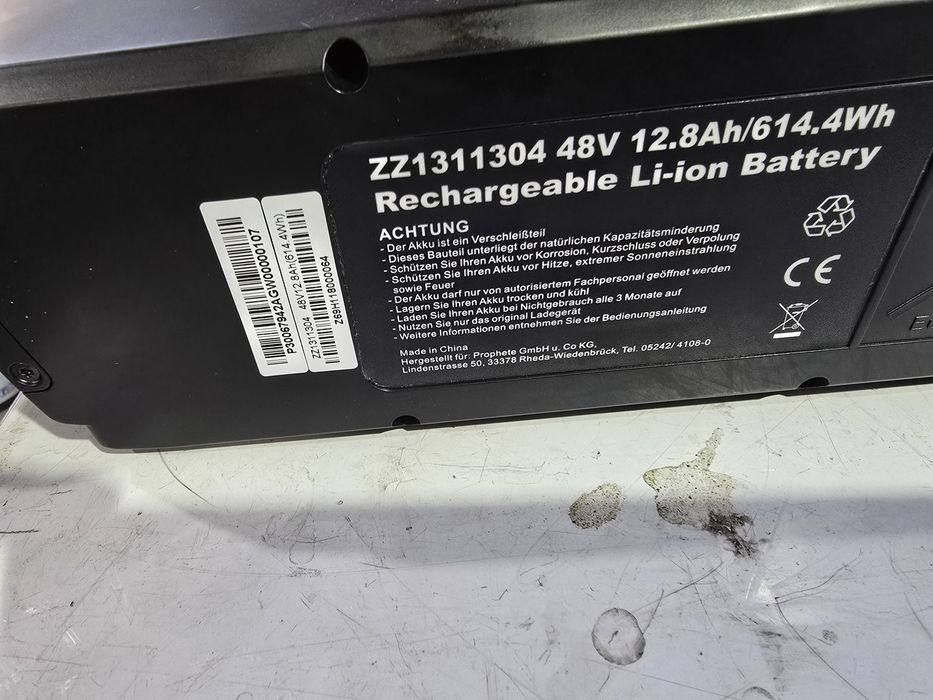 ZZ1311304 48V 12.8Ah/614.4Wh
Rechargeable Li-ion Battery
ACHTUNG
- Der Akku ist ein Verschleißteil
- Dieses Bauteil unterliegt der natürlichen Kapazitätsminderung
- Schützen Sie Ihren Akku vor Korrosion, Kurzschluss oder Verpolung
- Schützen Sie Ihren Akku vor Hitze, extremer Sonneneinstrahlung
sowie Feuer
- Der Akku darf nur von autorisiertem Fachpersonal geöffnet werden
- Lagern Sie Ihren Akku trocken und kühl
- Laden Sie Ihren Akku bei Nichtgebrauch alle 3 Monate auf
- Nutzen Sie nur das original Ladegerät
- Weitere Informationen entnehmen Sie der Bedienungsanleitung
Made in China
Hergestellt für: Prophete GmbH u. Co KG,
Lindenstrasse 50, 33378 Rheda-Wiedenbrück, Tel. 05242/ 4108-0
CE
P30067942AGW00000107
ZZ1311304 48V12.8Ah(614.4Wh)
Z69H118000064